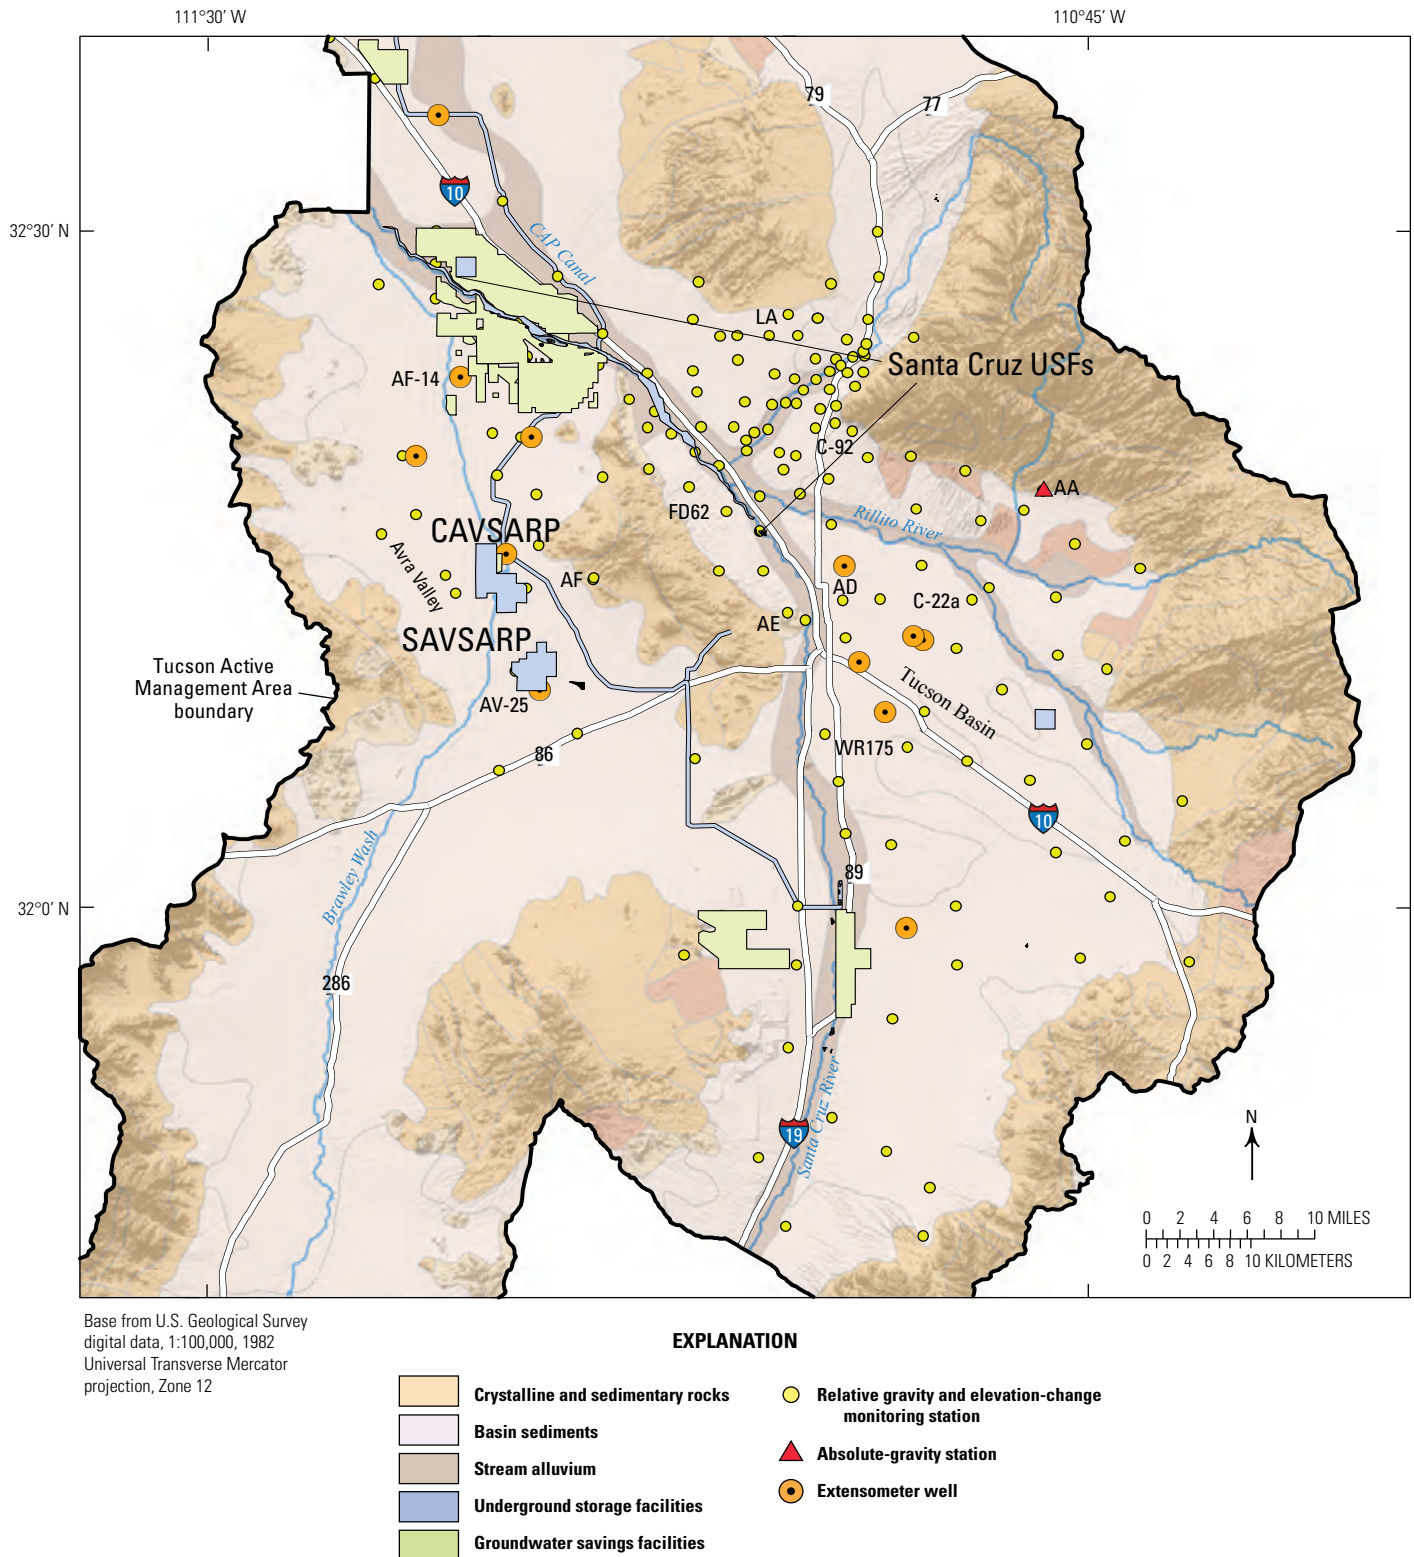 111°30′ W
110°45′ W
79
77
10
32°30′ N
CAP Canal
LA
Santa Cruz USFs
AF-14
C-92
AA
FD62
Rillito River
CAVSARP
Avra Valley
AF
AD
C-22a
AE
SAVSARP
Tucson Active
Management Area
boundary
Tucson Basin
AV-25
WR175
86
10
Brawley Wash
89
32°0′ N
286
Santa Cruz River
19
N
0 2 4 6 8 10 MILES
0 2 4 6 8 10 KILOMETERS
Base from U.S. Geological Survey
digital data, 1:100,000, 1982
Universal Transverse Mercator
projection, Zone 12
EXPLANATION
Crystalline and sedimentary rocks
Basin sediments
Stream alluvium
Underground storage facilities
Groundwater savings facilities
Relative gravity and elevation-change
monitoring station
Absolute-gravity station
Extensometer well